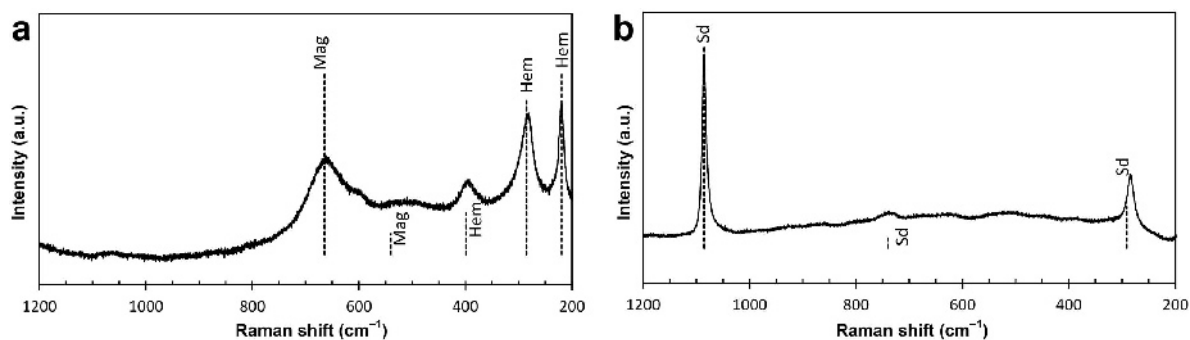 a
Intensity (a.u.)
Mag
Mag
Hem
Hem
Hem
1200 1000 800 600 400 200
Raman shift (cm⁻¹)
b
Intensity (a.u.)
Sd
Sd
Sd
1200 1000 800 600 400 200
Raman shift (cm⁻¹)